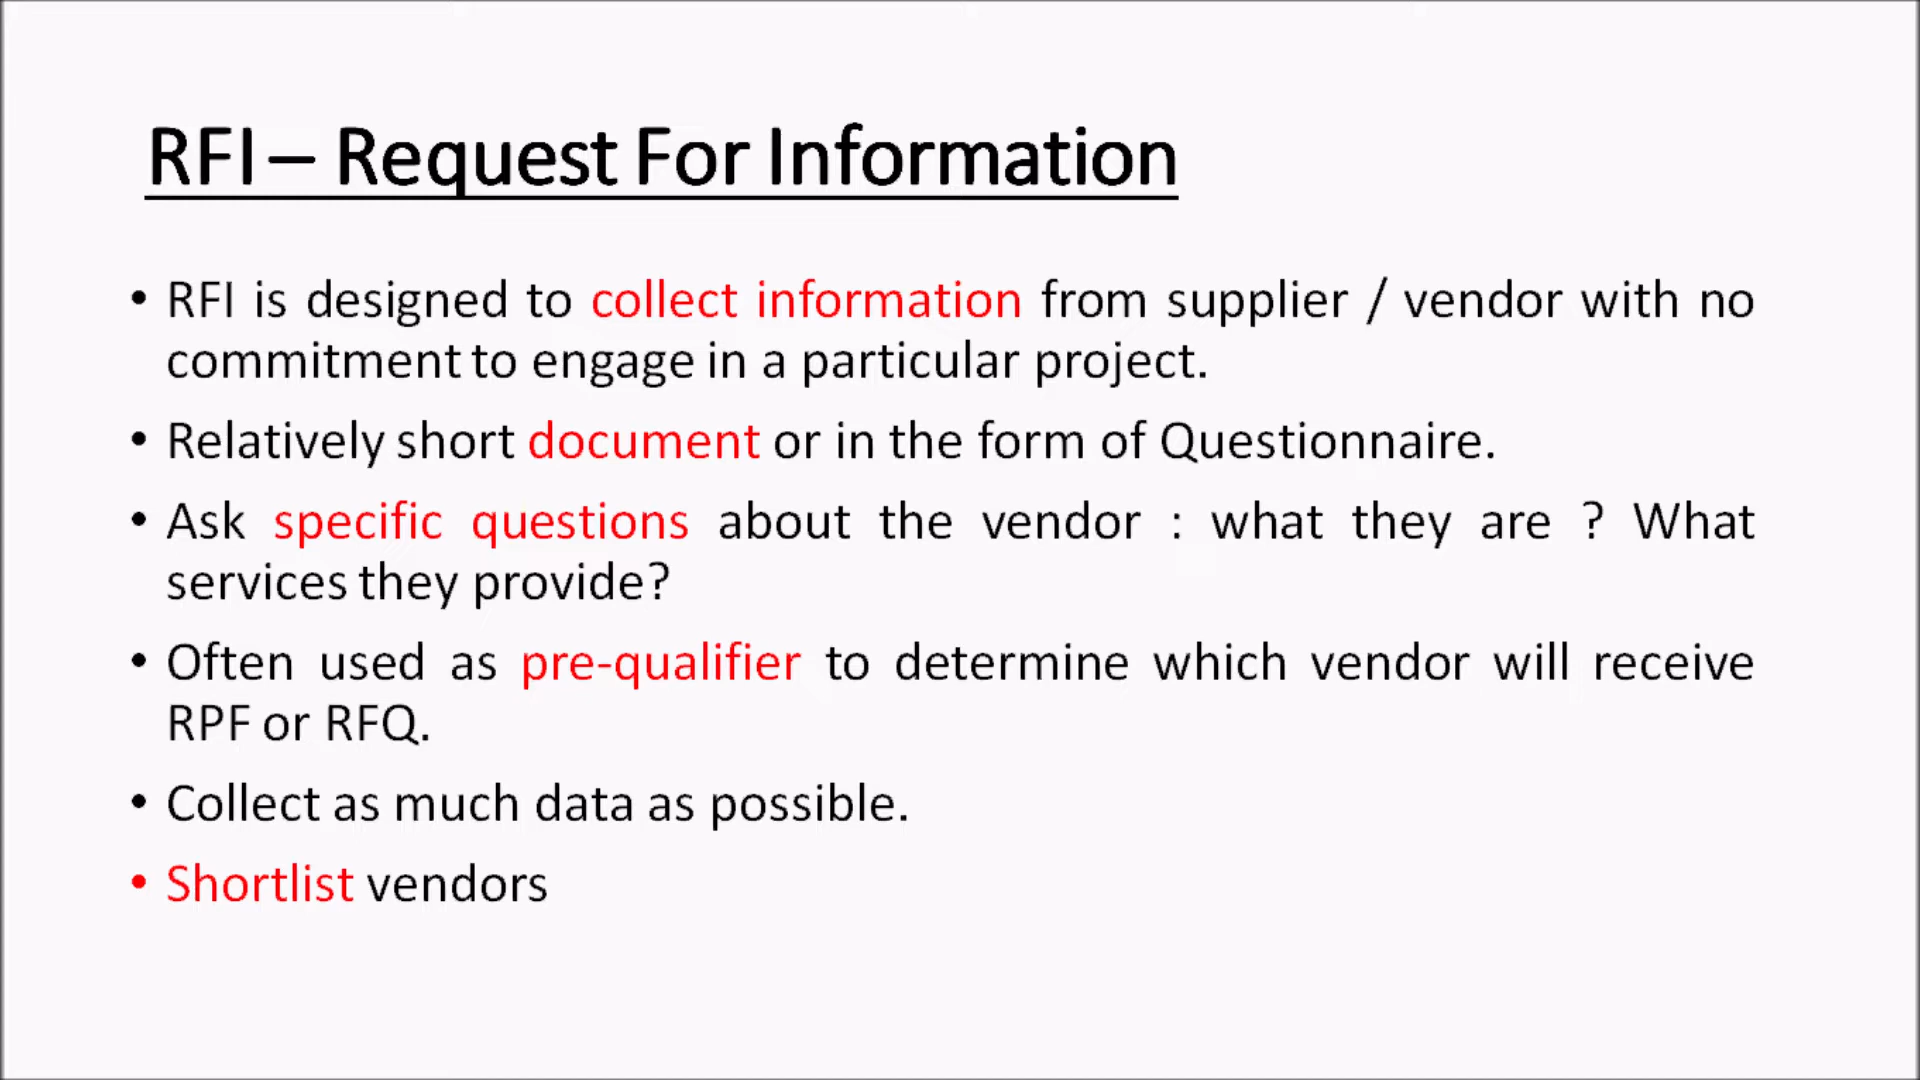 RFI – Request For Information
• RFI is designed to collect information from supplier / vendor with no
commitment to engage in a particular project.
• Relatively short document or in the form of Questionnaire.
• Ask specific questions about the vendor : what they are ? What
services they provide?
• Often used as pre-qualifier to determine which vendor will receive
RPF or RFQ.
• Collect as much data as possible.
• Shortlist vendors